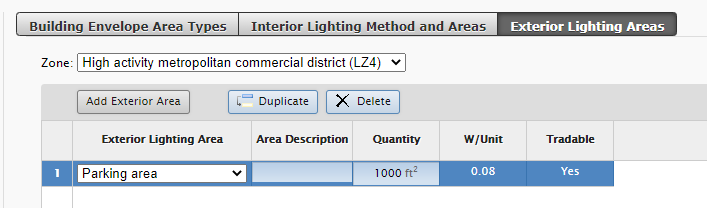 Building Envelope Area Types Interior Lighting Method and Areas Exterior Lighting Areas
Zone: High activity metropolitan commercial district (LZ4)
Add Exterior Area Duplicate Delete
Exterior Lighting Area Area Description Quantity W/Unit Tradable
1 Parking area 1000 ft² 0.08 Yes